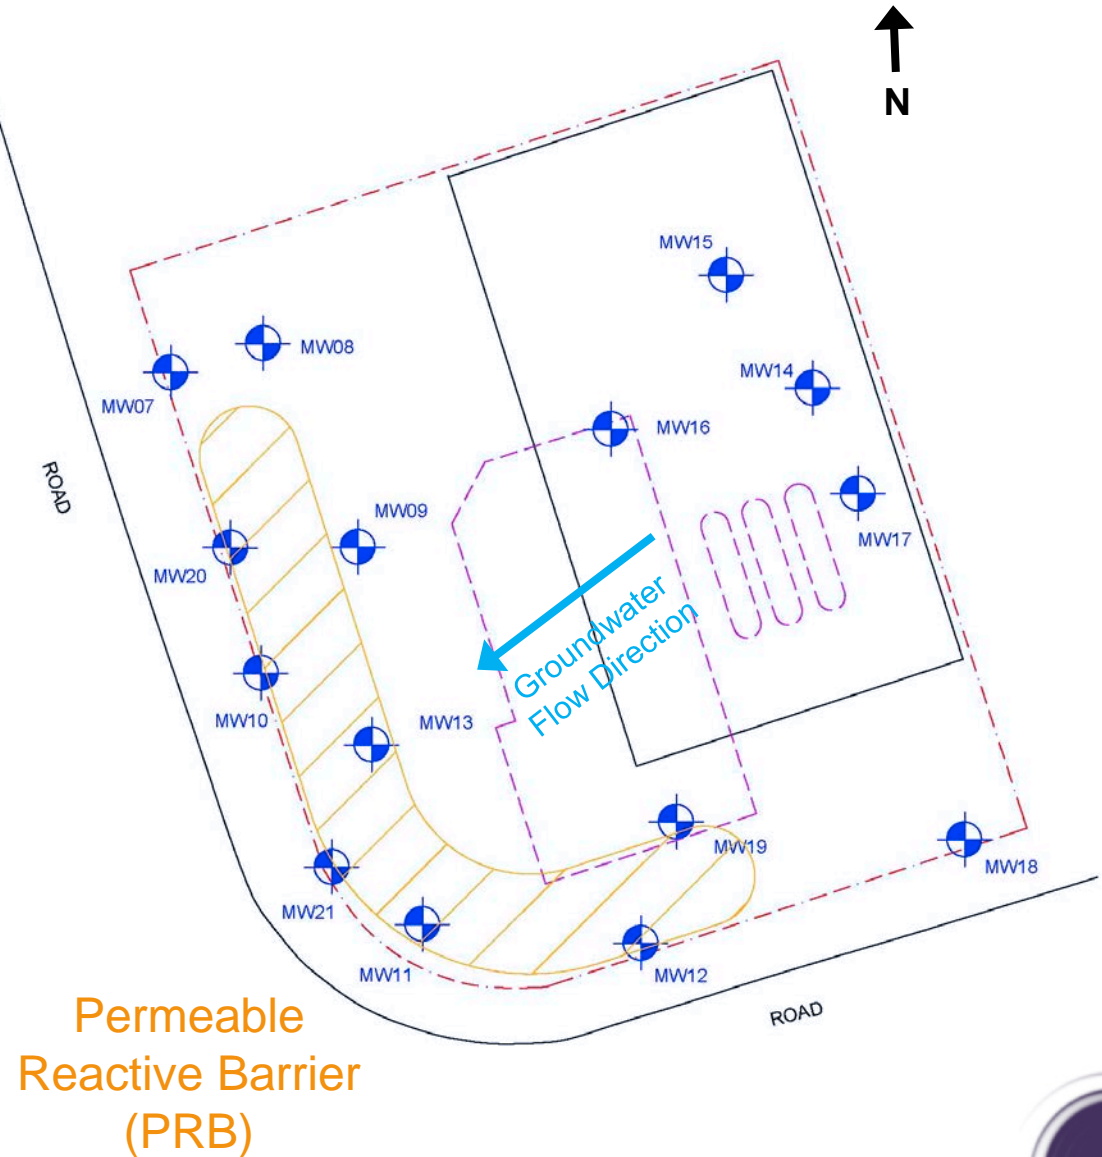 N
MW15
MW08
MW14
MW07
MW16
ROAD
MW09
MW17
MW20
Groundwater
Flow Direction
MW10
MW13
MW19
MW18
MW21
MW11
MW12
ROAD
Permeable
Reactive Barrier
(PRB)